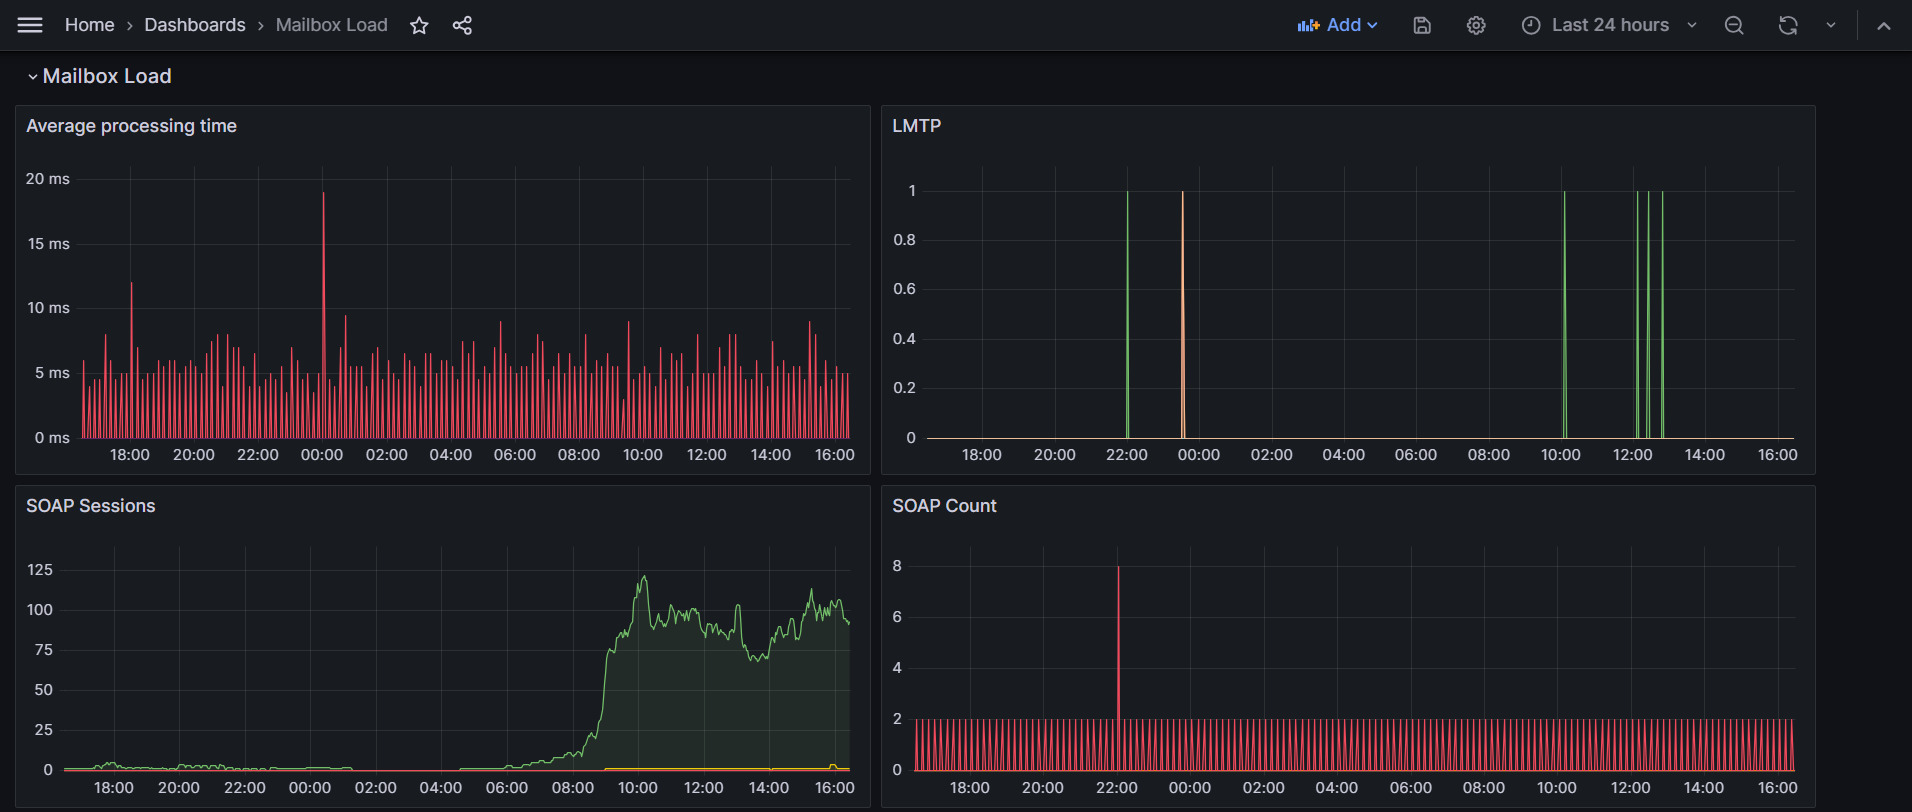 Home › Dashboards › Mailbox Load
Add
Last 24 hours
Mailbox Load
Average processing time
20 ms
15 ms
10 ms
5 ms
0 ms
18:00 20:00 22:00 00:00 02:00 04:00 06:00 08:00 10:00 12:00 14:00 16:00
LMTP
1
0.8
0.6
0.4
0.2
0
18:00 20:00 22:00 00:00 02:00 04:00 06:00 08:00 10:00 12:00 14:00 16:00
SOAP Sessions
125
100
75
50
25
0
18:00 20:00 22:00 00:00 02:00 04:00 06:00 08:00 10:00 12:00 14:00 16:00
SOAP Count
8
6
4
2
0
18:00 20:00 22:00 00:00 02:00 04:00 06:00 08:00 10:00 12:00 14:00 16:00